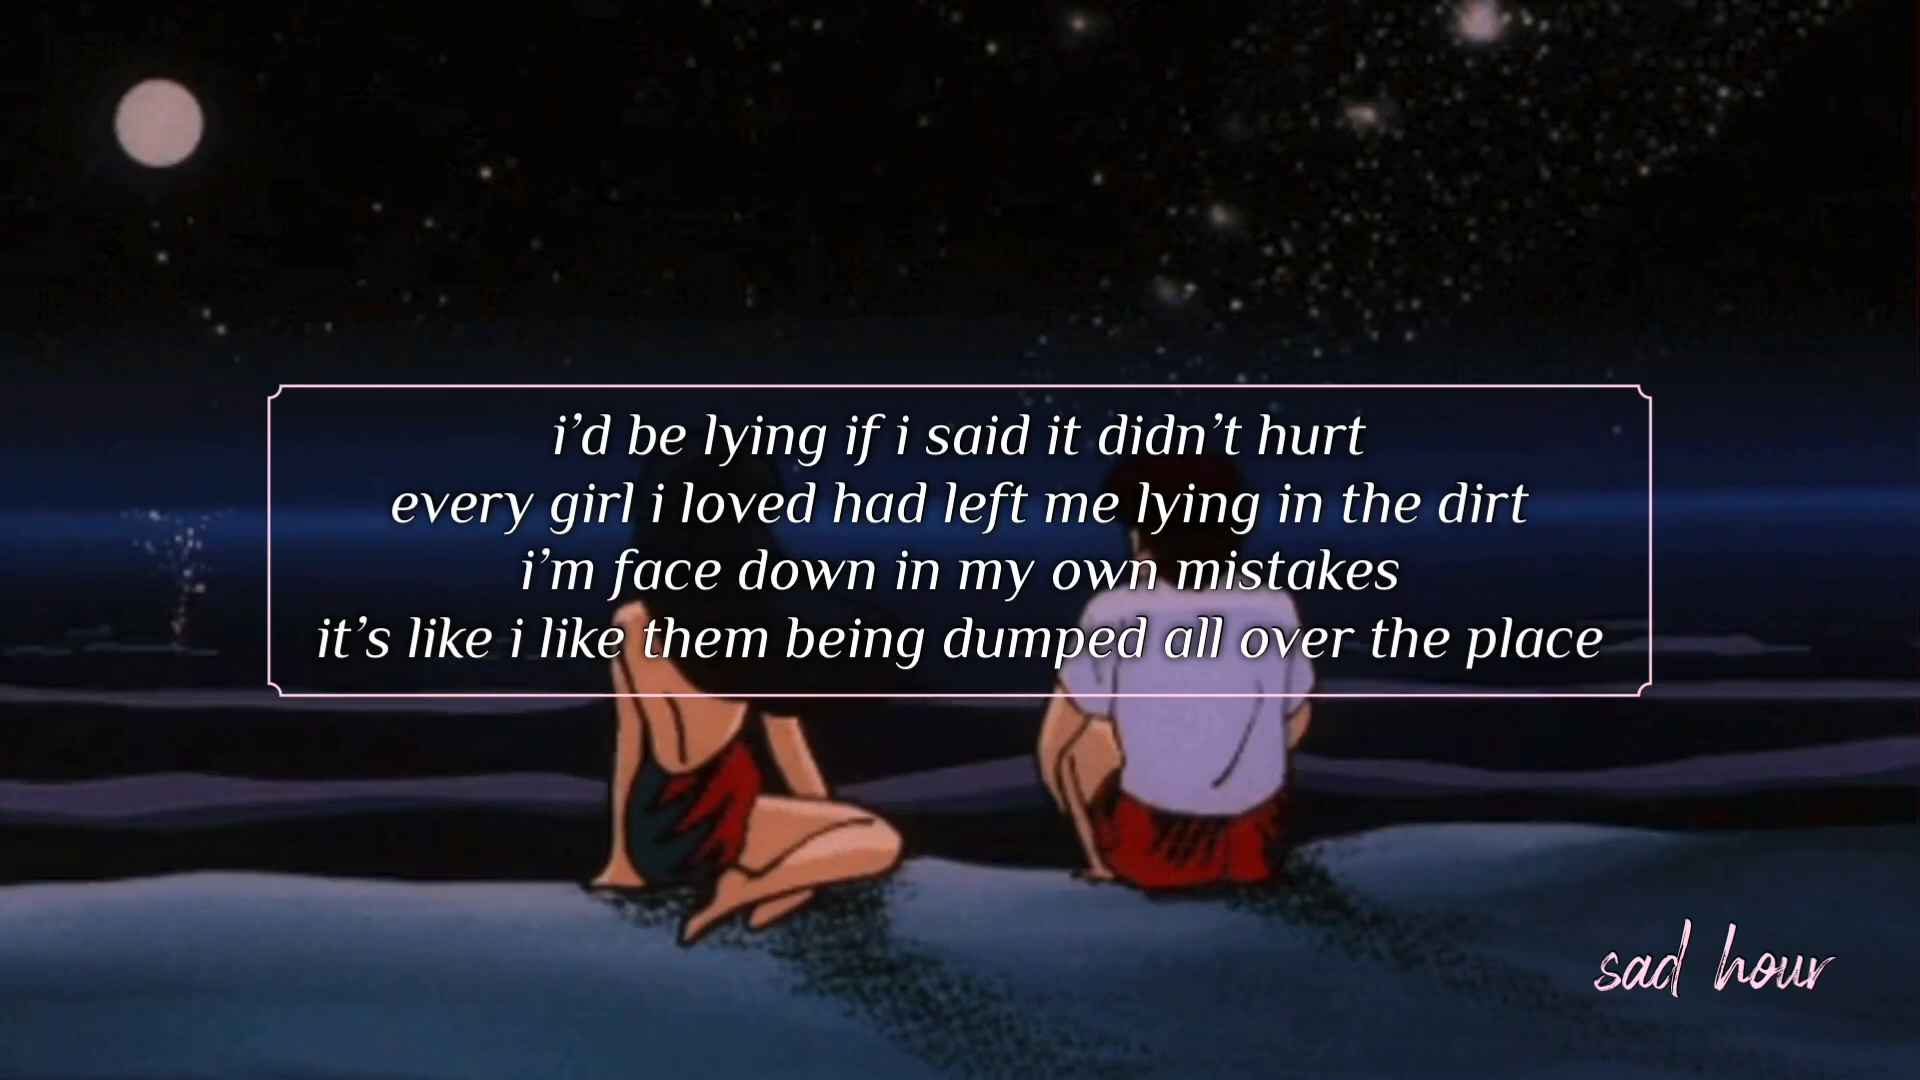 i’d be lying if i said it didn’t hurt
every girl i loved had left me lying in the dirt
i’m face down in my own mistakes
it’s like i like them being dumped all over the place
sad hour